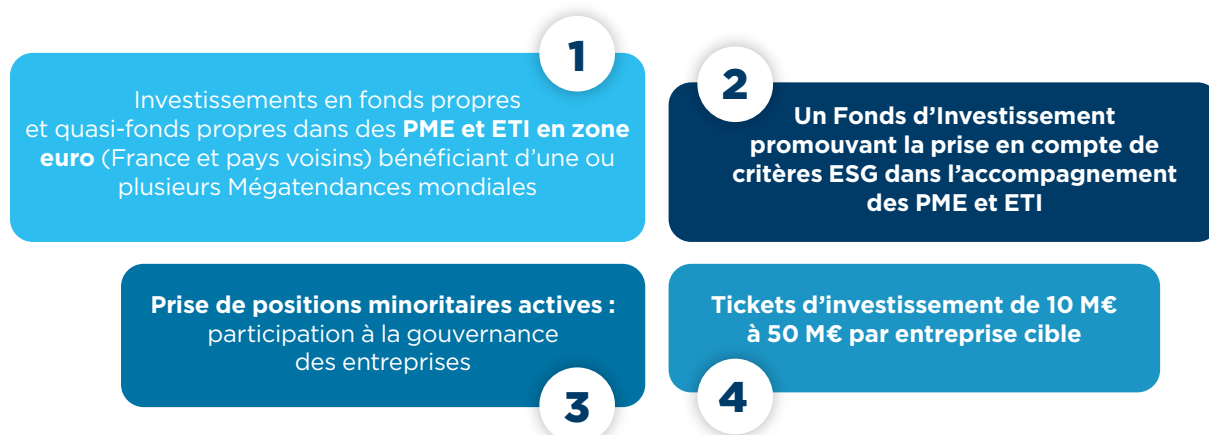 1
Investissements en fonds propres
et quasi-fonds propres dans des PME et ETI en zone
euro (France et pays voisins) bénéficiant d'une ou
plusieurs Mégatendances mondiales
2
Un Fonds d'Investissement
promouvant la prise en compte de
critères ESG dans l'accompagnement
des PME et ETI
Prise de positions minoritaires actives :
participation à la gouvernance
des entreprises
3
Tickets d'investissement de 10 M€
à 50 M€ par entreprise cible
4